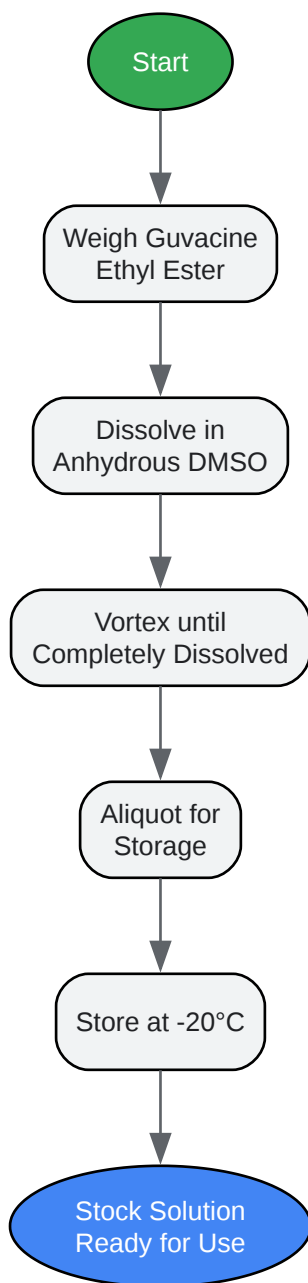 Start
Weigh Guvacine
Ethyl Ester
Dissolve in
Anhydrous DMSO
Vortex until
Completely Dissolved
Aliquot for
Storage
Store at -20°C
Stock Solution
Ready for Use